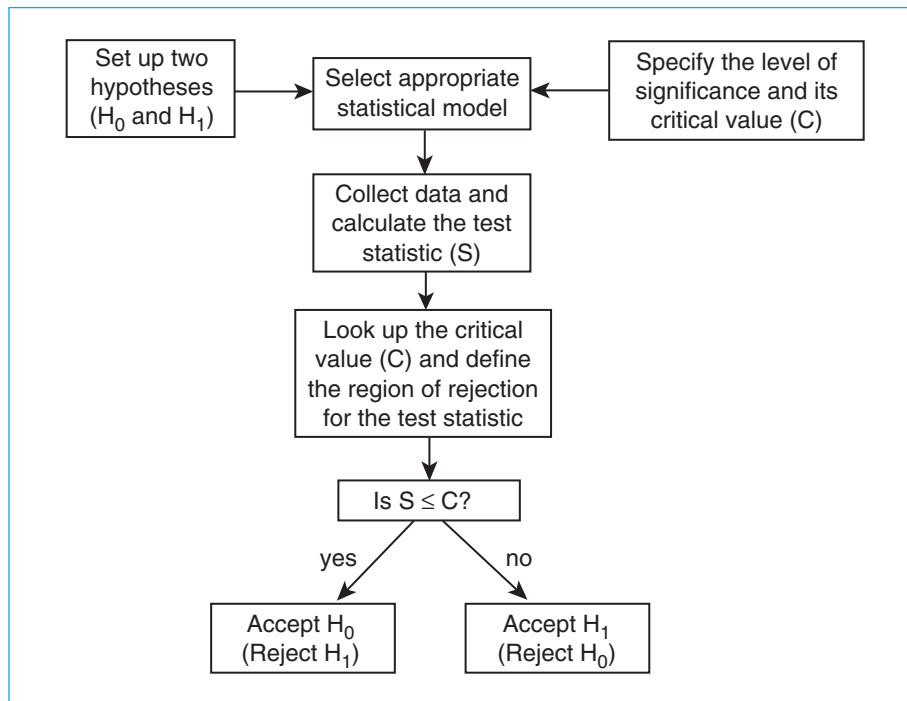 Set up two
hypotheses
(H0 and H1)
Select appropriate
statistical model
Specify the level of
significance and its
critical value (C)
Collect data and
calculate the test
statistic (S)
Look up the critical
value (C) and define
the region of rejection
for the test statistic
Is S ≤ C?
yes
no
Accept H0
(Reject H1)
Accept H1
(Reject H0)